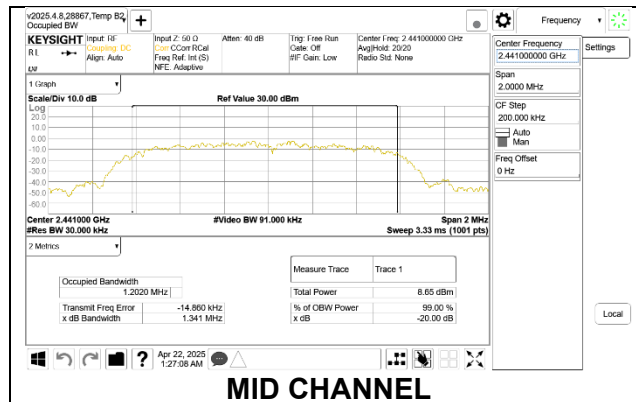 v2025.4.8,28867,Temp B2
Occupied BW
Frequency
KEYSIGHT
Input: RF
Input Z: 50 Ω
Atten: 40 dB
Trig: Free Run
Center Freq: 2.441000000 GHz
R L
Coupling: DC
Corr CCorr RCal
Gate: Off
Avg|Hold: 20/20
Align: Auto
Freq Ref: Int (S)
#IF Gain: Low
Radio Std: None
NFE: Adaptive
Center Frequency
2.441000000 GHz
Settings
Span
2.0000 MHz
CF Step
200.000 kHz
Auto
Man
Freq Offset
0 Hz
Local
1 Graph
Scale/Div 10.0 dB
Ref Value 30.00 dBm
Log
20.0
10.0
0.00
-10.0
-20.0
-30.0
-40.0
-50.0
-60.0
Center 2.441000 GHz
#Video BW 91.000 kHz
Span 2 MHz
#Res BW 30.000 kHz
Sweep 3.33 ms (1001 pts)
2 Metrics
Measure Trace
Trace 1
Occupied Bandwidth
1.2020 MHz
Total Power
8.65 dBm
Transmit Freq Error
-14.860 kHz
% of OBW Power
99.00 %
x dB Bandwidth
1.341 MHz
x dB
-20.00 dB
?
Apr 22, 2025
1:27:08 AM
MID CHANNEL